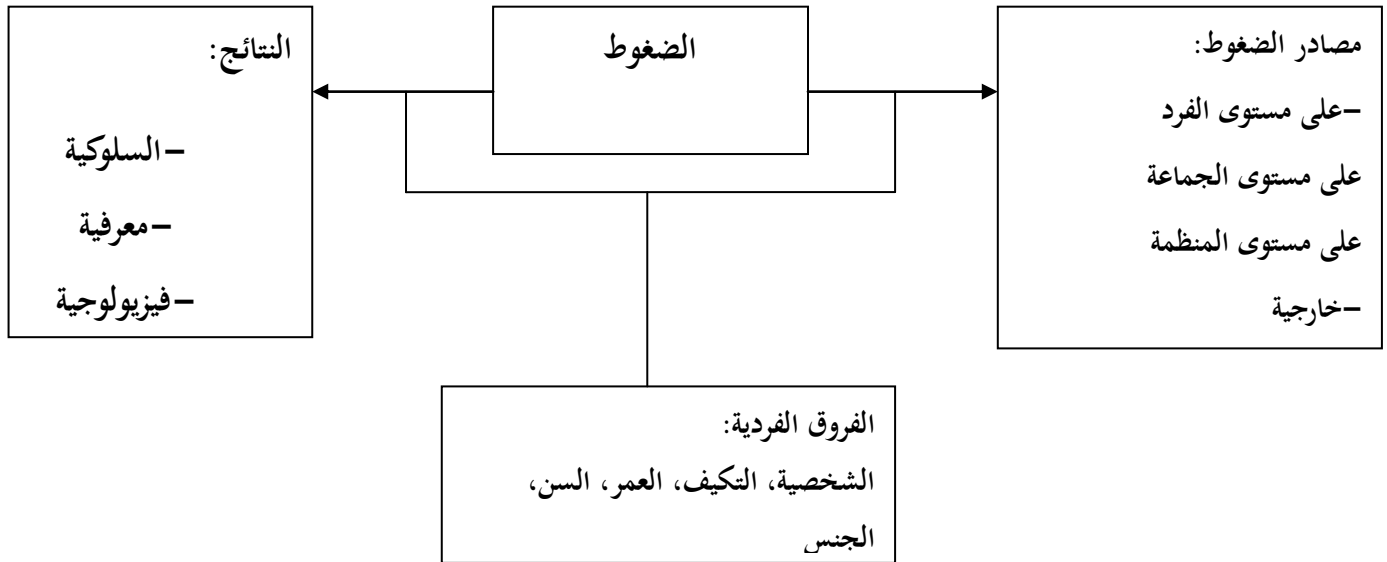 مصادر الضغوط:
–على مستوى الفرد
على مستوى الجماعة
على مستوى المنظمة
–خارجية
الضغوط
النتائج:
–السلوكية
–معرفية
–فيزيولوجية
الفروق الفردية:
الشخصية، التكيف، العمر، السن،
الجنس